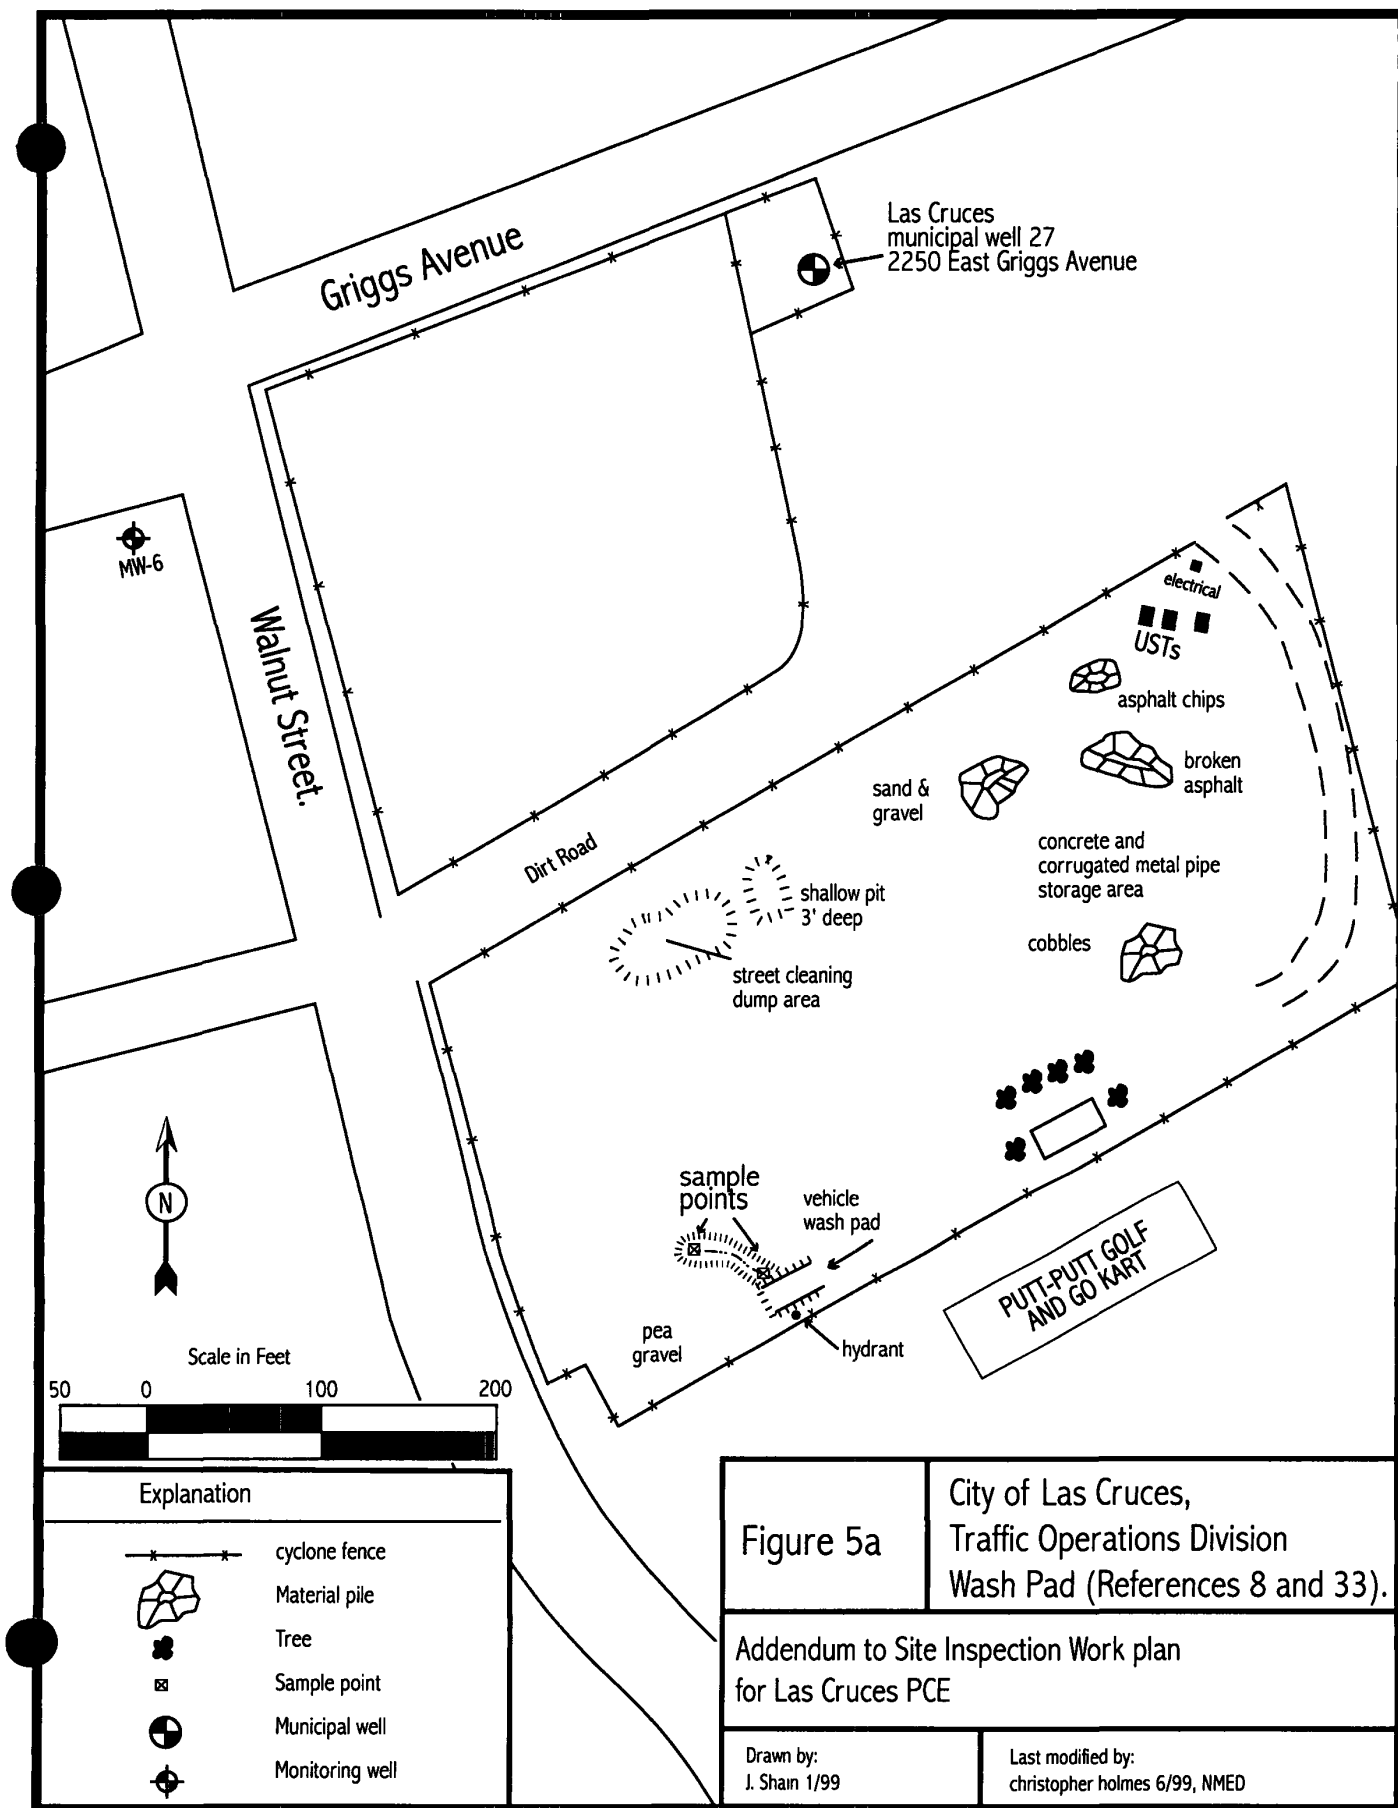 Las Cruces
municipal well 27
2250 East Griggs Avenue
Griggs Avenue
MW-6
Walnut Street.
electrical
USTs
asphalt chips
broken
asphalt
sand &
gravel
concrete and
corrugated metal pipe
storage area
Dirt Road
shallow pit
3' deep
cobbles
street cleaning
dump area
N
sample
points
vehicle
wash pad
PUTT-PUTT GOLF
AND GO KART
pea
gravel
hydrant
Scale in Feet
50 0 100 200
Explanation
cyclone fence
Material pile
Tree
Sample point
Municipal well
Monitoring well
Figure 5a
City of Las Cruces,
Traffic Operations Division
Wash Pad (References 8 and 33).
Addendum to Site Inspection Work plan
for Las Cruces PCE
Drawn by:
J. Shain 1/99
Last modified by:
christopher holmes 6/99, NMED